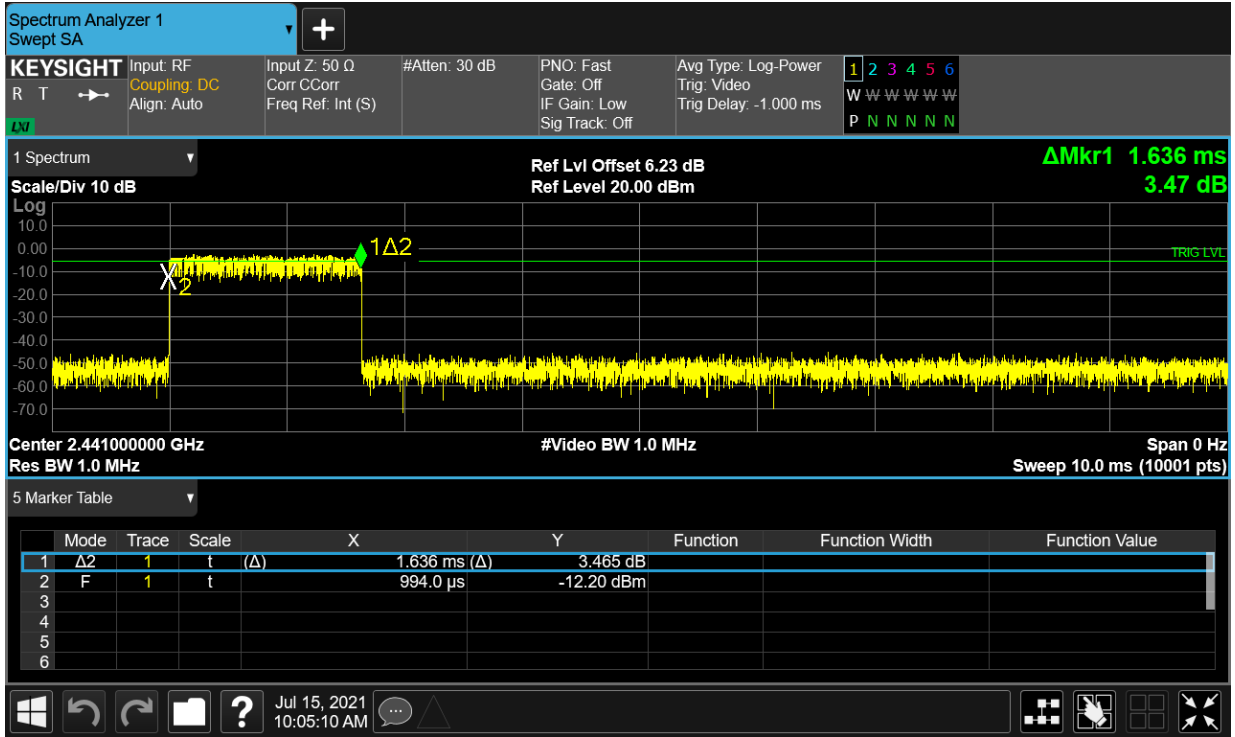 Spectrum Analyzer 1
Swept SA
KEYSIGHT
R T
LXI
Input: RF
Coupling: DC
Align: Auto
Input Z: 50 Ω
Corr CCorr
Freq Ref: Int (S)
#Atten: 30 dB
PNO: Fast
Gate: Off
IF Gain: Low
Sig Track: Off
Avg Type: Log-Power
Trig: Video
Trig Delay: -1.000 ms
1 2 3 4 5 6
W W W W W W
P N N N N N
1 Spectrum
Scale/Div 10 dB
Ref Lvl Offset 6.23 dB
Ref Level 20.00 dBm
ΔMkr1 1.636 ms
3.47 dB
Log
10.0
0.00
-10.0
-20.0
-30.0
-40.0
-50.0
-60.0
-70.0
1Δ2
X2
TRIG LVL
Center 2.441000000 GHz
Res BW 1.0 MHz
#Video BW 1.0 MHz
Span 0 Hz
Sweep 10.0 ms (10001 pts)
5 Marker Table
Mode Trace Scale X Y Function Function Width Function Value
1 Δ2 1 t (Δ) 1.636 ms (Δ) 3.465 dB
2 F 1 t 994.0 µs -12.20 dBm
3
4
5
6
?
Jul 15, 2021
10:05:10 AM